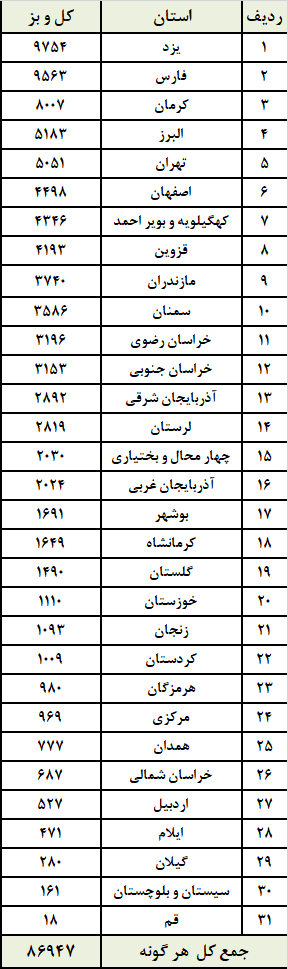 ردیف استان کل و بز
۱ یزد ۹۷۵۴
۲ فارس ۹۵۶۳
۳ کرمان ۸۰۰۷
۴ البرز ۵۱۸۳
۵ تهران ۵۰۵۱
۶ اصفهان ۴۴۹۸
۷ کهگیلویه و بویر احمد ۴۳۴۶
۸ قزوین ۴۱۹۳
۹ مازندران ۳۷۴۰
۱۰ سمنان ۳۵۸۶
۱۱ خراسان رضوی ۳۱۹۶
۱۲ خراسان جنوبی ۳۱۵۳
۱۳ آذربایجان شرقی ۲۸۹۲
۱۴ لرستان ۲۸۱۹
۱۵ چهار محال و بختیاری ۲۰۳۰
۱۶ آذربایجان غربی ۲۰۲۴
۱۷ بوشهر ۱۶۹۱
۱۸ کرمانشاه ۱۶۴۹
۱۹ گلستان ۱۴۹۰
۲۰ خوزستان ۱۱۱۰
۲۱ زنجان ۱۰۹۳
۲۲ کردستان ۱۰۰۹
۲۳ هرمزگان ۹۸۰
۲۴ مرکزی ۹۶۹
۲۵ همدان ۷۷۷
۲۶ خراسان شمالی ۶۸۷
۲۷ اردبیل ۵۲۷
۲۸ ایلام ۴۷۱
۲۹ گیلان ۲۸۰
۳۰ سیستان و بلوچستان ۱۶۱
۳۱ قم ۱۸
جمع کل هر گونه ۸۶۹۴۷